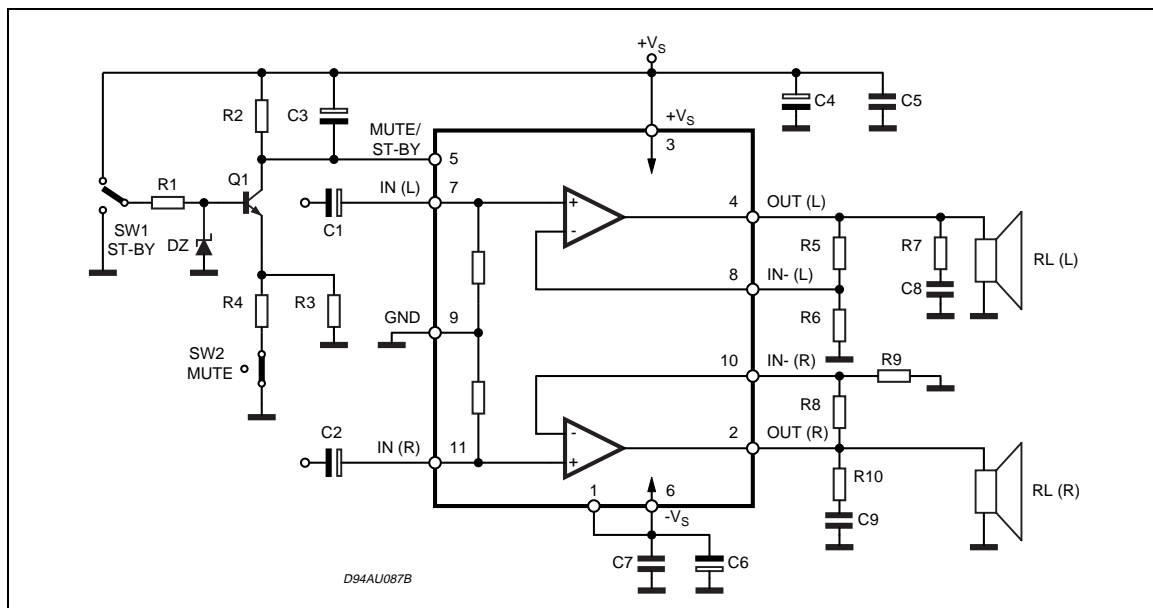 +VS
R2
C3
C4
C5
MUTE/
ST-BY
5
+VS
3
R1
Q1
IN (L)
7
+
-
4
OUT (L)
SW1
ST-BY
DZ
C1
R5
R7
RL (L)
8
IN- (L)
C8
R4
R3
GND
9
R6
SW2
MUTE
10
IN- (R)
R9
R8
C2
IN (R)
11
-
+
2
OUT (R)
R10
RL (R)
1
6
-VS
C9
C7
C6
D94AU087B